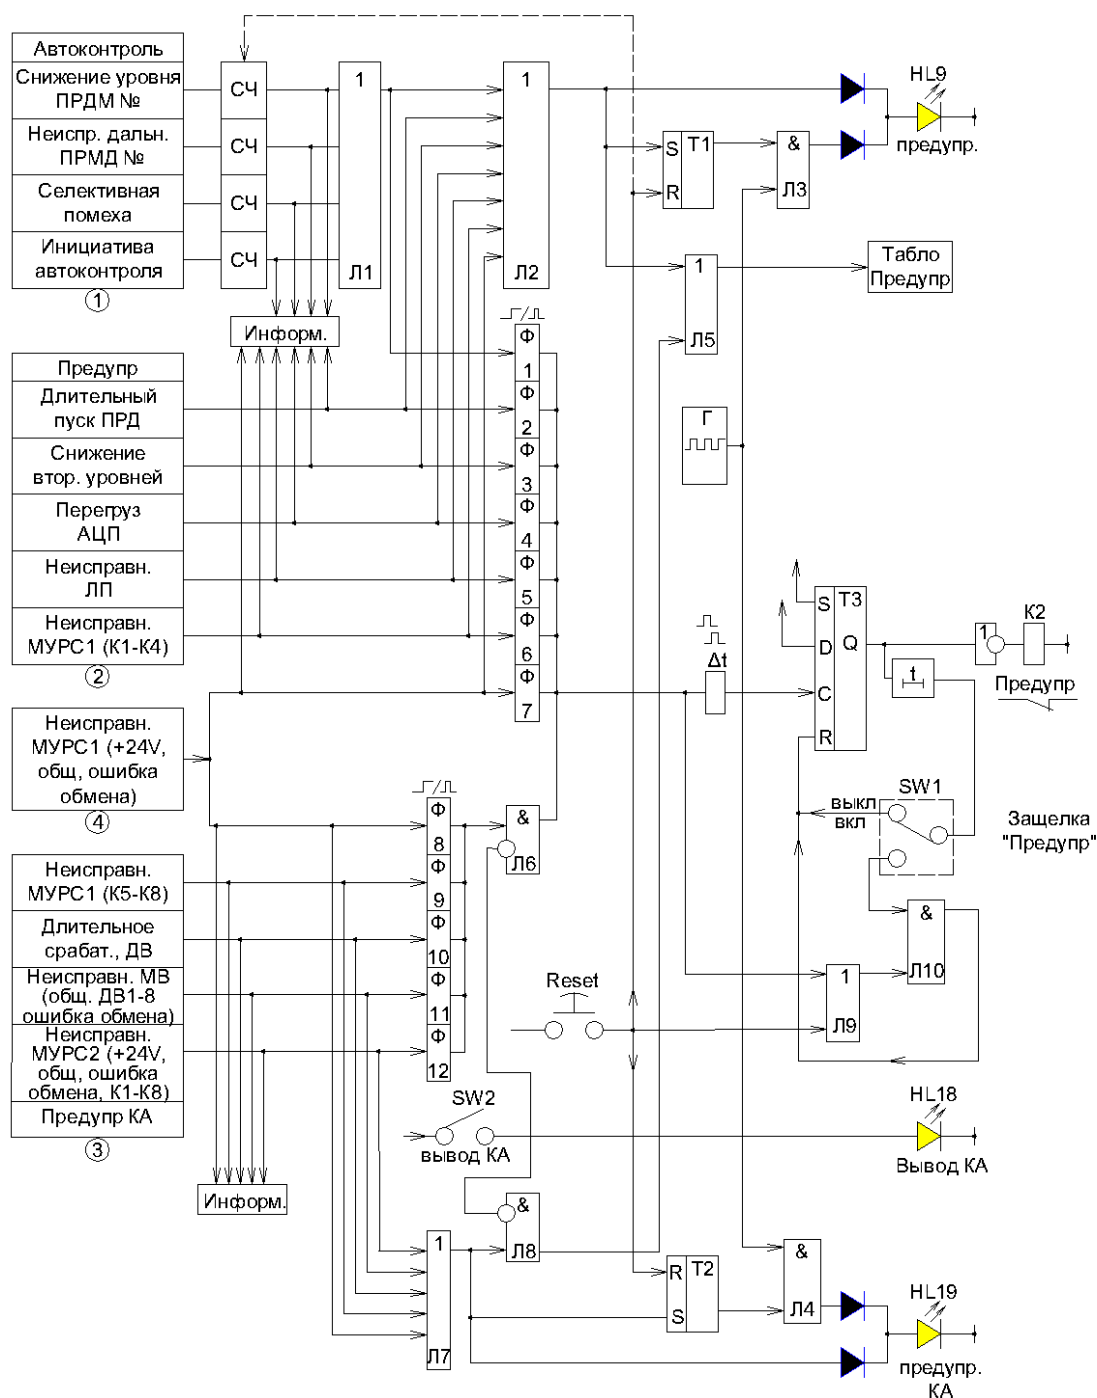 Автоконтроль
Снижение уровня
ПРДМ №
Неиспр. дальн.
ПРМД №
Селективная
помеха
Инициатива
автоконтроля
1
СЧ
СЧ
СЧ
СЧ
1
Л1
1
Л2
Информ.
S
T1
R
&
Л3
HL9
предупр.
1
Л5
Табло
Предупр
Предупр
Длительный
пуск ПРД
Снижение
втор. уровней
Перегруз
АЦП
Неисправн.
ЛП
Неисправн.
МУРС1 (К1-К4)
2
Ф
1
Ф
2
Ф
3
Ф
4
Ф
5
Ф
6
Ф
7
Г
Δt
S
T3
D
Q
C
R
t
1
К2
Предупр
Неисправн.
МУРС1 (+24V,
общ, ошибка
обмена)
4
SW1
выкл
вкл
Защелка
"Предупр"
Неисправн.
МУРС1 (К5-К8)
Длительное
срабат., ДВ
Неисправн. МВ
(общ. ДВ1-8
ошибка обмена)
Неисправн.
МУРС2 (+24V,
общ, ошибка
обмена, К1-К8)
Предупр КА
3
Ф
8
Ф
9
Ф
10
Ф
11
Ф
12
&
Л6
Reset
1
Л9
&
Л10
SW2
вывод КА
HL18
Вывод КА
Информ.
&
Л8
1
Л7
R
T2
S
&
Л4
HL19
предупр.
КА